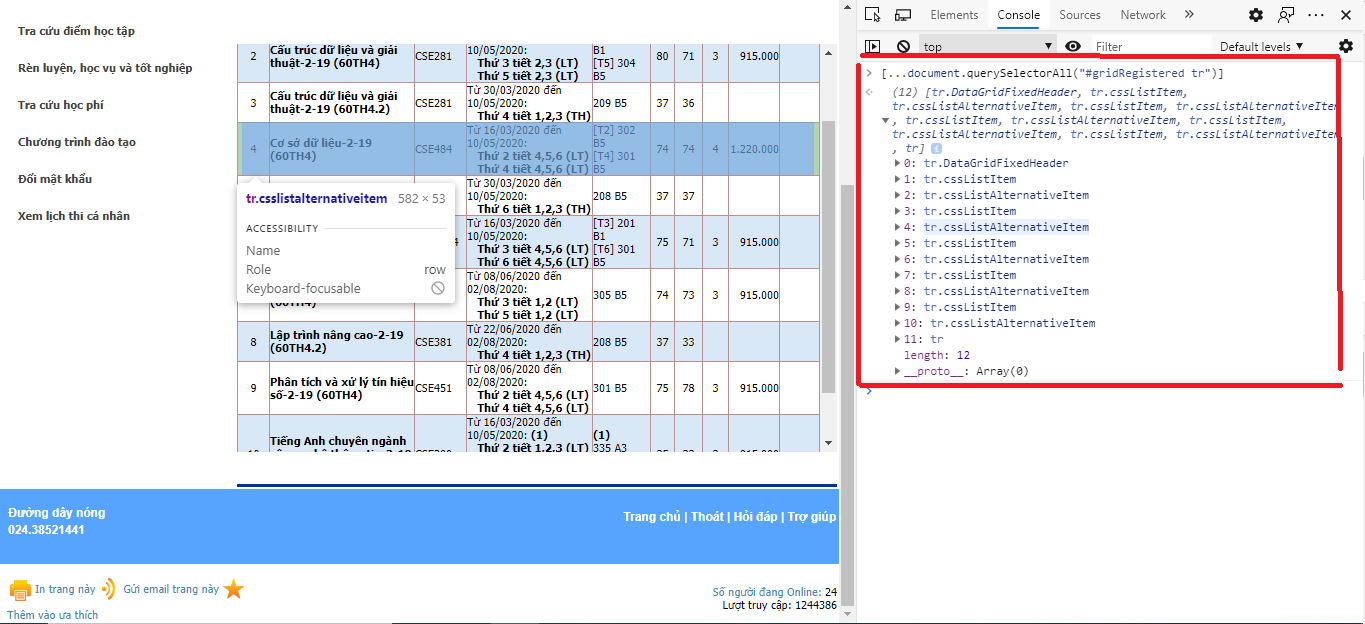 Tra cứu điểm học tập
Rèn luyện, học vụ và tốt nghiệp
Tra cứu học phí
Chương trình đào tạo
Đổi mật khẩu
Xem lịch thi cá nhân
2 Cấu trúc dữ liệu và giải thuật-2-19 (60TH4) CSE281 10/05/2020: B1 80 71 3 915.000
Thứ 3 tiết 2,3 (LT) [T5] 304
Thứ 5 tiết 2,3 (LT) B5
3 Cấu trúc dữ liệu và giải thuật-2-19 (60TH4.2) CSE281 Từ 30/03/2020 đến 209 B5 37 36
10/05/2020:
Thứ 4 tiết 1,2,3 (TH)
4 Cơ sở dữ liệu-2-19 (60TH4) CSE484 Từ 16/03/2020 đến [T2] 302 74 74 4 1.220.000
10/05/2020: B5
Thứ 2 tiết 4,5,6 (LT) [T4] 301
Thứ 4 tiết 4,5,6 (LT) B5
Từ 30/03/2020 đến 208 B5 37 37
10/05/2020:
Thứ 6 tiết 1,2,3 (TH)
4 Từ 16/03/2020 đến [T3] 201 75 71 3 915.000
10/05/2020: B1
Thứ 3 tiết 4,5,6 (LT) [T6] 301
Thứ 6 tiết 4,5,6 (LT) B5
(60TH4) Từ 08/06/2020 đến 305 B5 74 73 3 915.000
02/08/2020:
Thứ 3 tiết 1,2 (LT)
Thứ 5 tiết 1,2 (LT)
8 Lập trình nâng cao-2-19 (60TH4.2) CSE381 Từ 22/06/2020 đến 208 B5 37 33
02/08/2020:
Thứ 4 tiết 1,2,3 (TH)
9 Phân tích và xử lý tín hiệu số-2-19 (60TH4) CSE451 Từ 08/06/2020 đến 301 B5 75 78 3 915.000
02/08/2020:
Thứ 2 tiết 4,5,6 (LT)
Thứ 4 tiết 4,5,6 (LT)
Tiếng Anh chuyên ngành Từ 16/03/2020 đến
10/05/2020: (1) (1)
Thứ 2 tiết 1,2,3 (LT) 335 A3
tr.csslistalternativeitem 582 × 53
ACCESSIBILITY
Name
Role row
Keyboard-focusable
Đường dây nóng
024.38521441
Trang chủ | Thoát | Hỏi đáp | Trợ giúp
In trang này Gửi email trang này
Thêm vào ưa thích
Số người đang Online: 24
Lượt truy cập: 1244386
Elements Console Sources Network »
top Filter Default levels ▼
> [...document.querySelectorAll("#gridRegistered tr")]
(12) [tr.DataGridFixedHeader, tr.cssListItem,
tr.cssListAlternativeItem, tr.cssListItem, tr.cssListAlternativeItem
, tr.cssListItem, tr.cssListAlternativeItem, tr.cssListItem,
tr.cssListAlternativeItem, tr.cssListItem, tr.cssListAlternativeItem
, tr] i
0: tr.DataGridFixedHeader
1: tr.cssListItem
2: tr.cssListAlternativeItem
3: tr.cssListItem
4: tr.cssListAlternativeItem
5: tr.cssListItem
6: tr.cssListAlternativeItem
7: tr.cssListItem
8: tr.cssListAlternativeItem
9: tr.cssListItem
10: tr.cssListAlternativeItem
11: tr
length: 12
__proto__: Array(0)
>